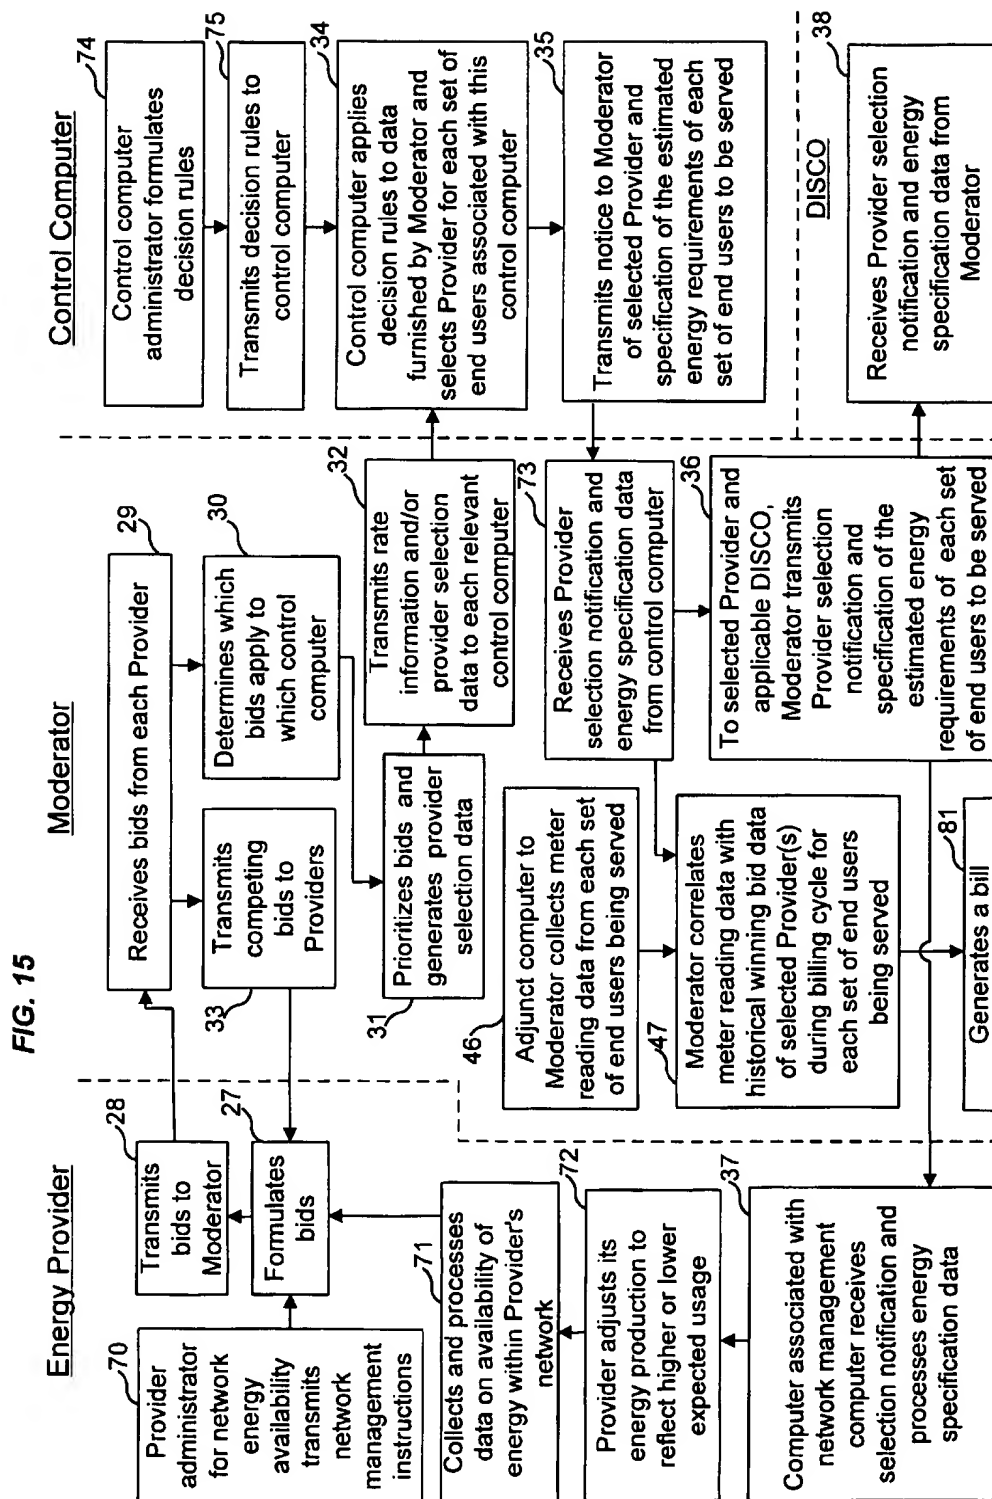 FIG. 15
Energy Provider
Moderator
Control Computer
70
Provider
administrator
for network
energy
availability
transmits
network
management
instructions
28
Transmits
bids to
Moderator
27
Formulates
bids
71
Collects and processes
data on availability of
energy within Provider's
network
72
Provider adjusts its
energy production to
reflect higher or lower
expected usage
37
Computer associated with
network management
computer receives
selection notification and
processes energy
specification data
29
Receives bids from each Provider
33
Transmits
competing
bids to
Providers
30
Determines which
bids apply to
which control
computer
31
Prioritizes bids and
generates provider
selection data
32
Transmits rate
information and/or
provider selection
data to each relevant
control computer
46
Adjunct computer to
Moderator collects meter
reading data from each set
of end users being served
73
Receives Provider
selection notification and
energy specification data
from control computer
47
Moderator correlates
meter reading data with
historical winning bid data
of selected Provider(s)
during billing cycle for
each set of end users
being served
36
To selected Provider and
applicable DISCO,
Moderator transmits
Provider selection
notification and
specification of the
estimated energy
requirements of each set
of end users to be served
81
Generates a bill
74
Control computer
administrator formulates
decision rules
75
Transmits decision rules to
control computer
34
Control computer applies
decision rules to data
furnished by Moderator and
selects Provider for each set of
end users associated with this
control computer
35
Transmits notice to Moderator
of selected Provider and
specification of the estimated
energy requirements of each
set of end users to be served
DISCO
38
Receives Provider selection
notification and energy
specification data from
Moderator